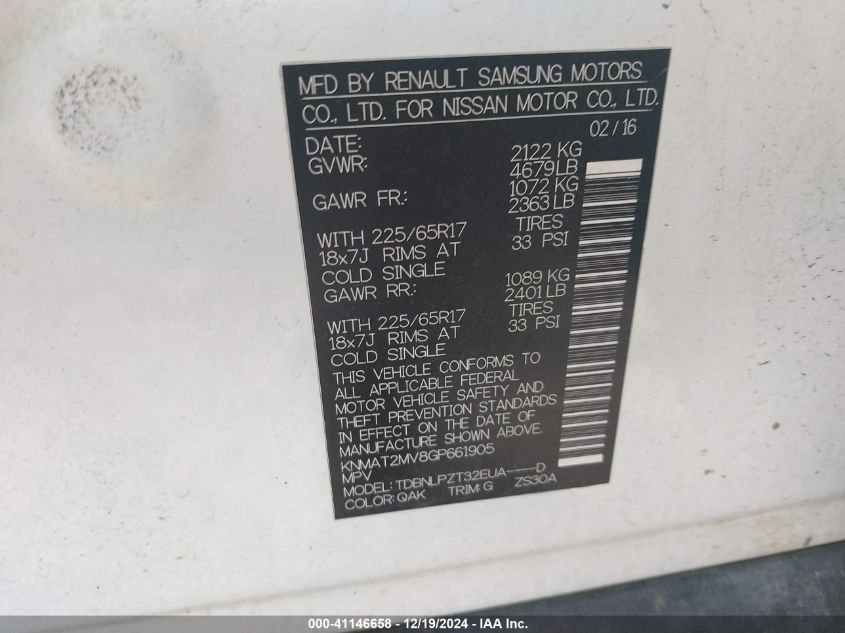 MFD BY RENAULT SAMSUNG MOTORS
CO., LTD. FOR NISSAN MOTOR CO., LTD.
DATE: 02 / 16
GVWR: 2122 KG
4679 LB
GAWR FR.: 1072 KG
2363 LB
WITH 225/65R17 TIRES
18x7J RIMS AT 33 PSI
COLD SINGLE
GAWR RR.: 1089 KG
2401 LB
WITH 225/65R17 TIRES
18x7J RIMS AT 33 PSI
COLD SINGLE
THIS VEHICLE CONFORMS TO
ALL APPLICABLE FEDERAL
MOTOR VEHICLE SAFETY AND
THEFT PREVENTION STANDARDS
IN EFFECT ON THE DATE OF
MANUFACTURE SHOWN ABOVE.
KNMAT2MV8GP661905
MPV
MODEL: TDBNLPZT32EUA----D
COLOR: QAK TRIM: G ZS30A
000-41146658 - 12/19/2024 - IAA Inc.